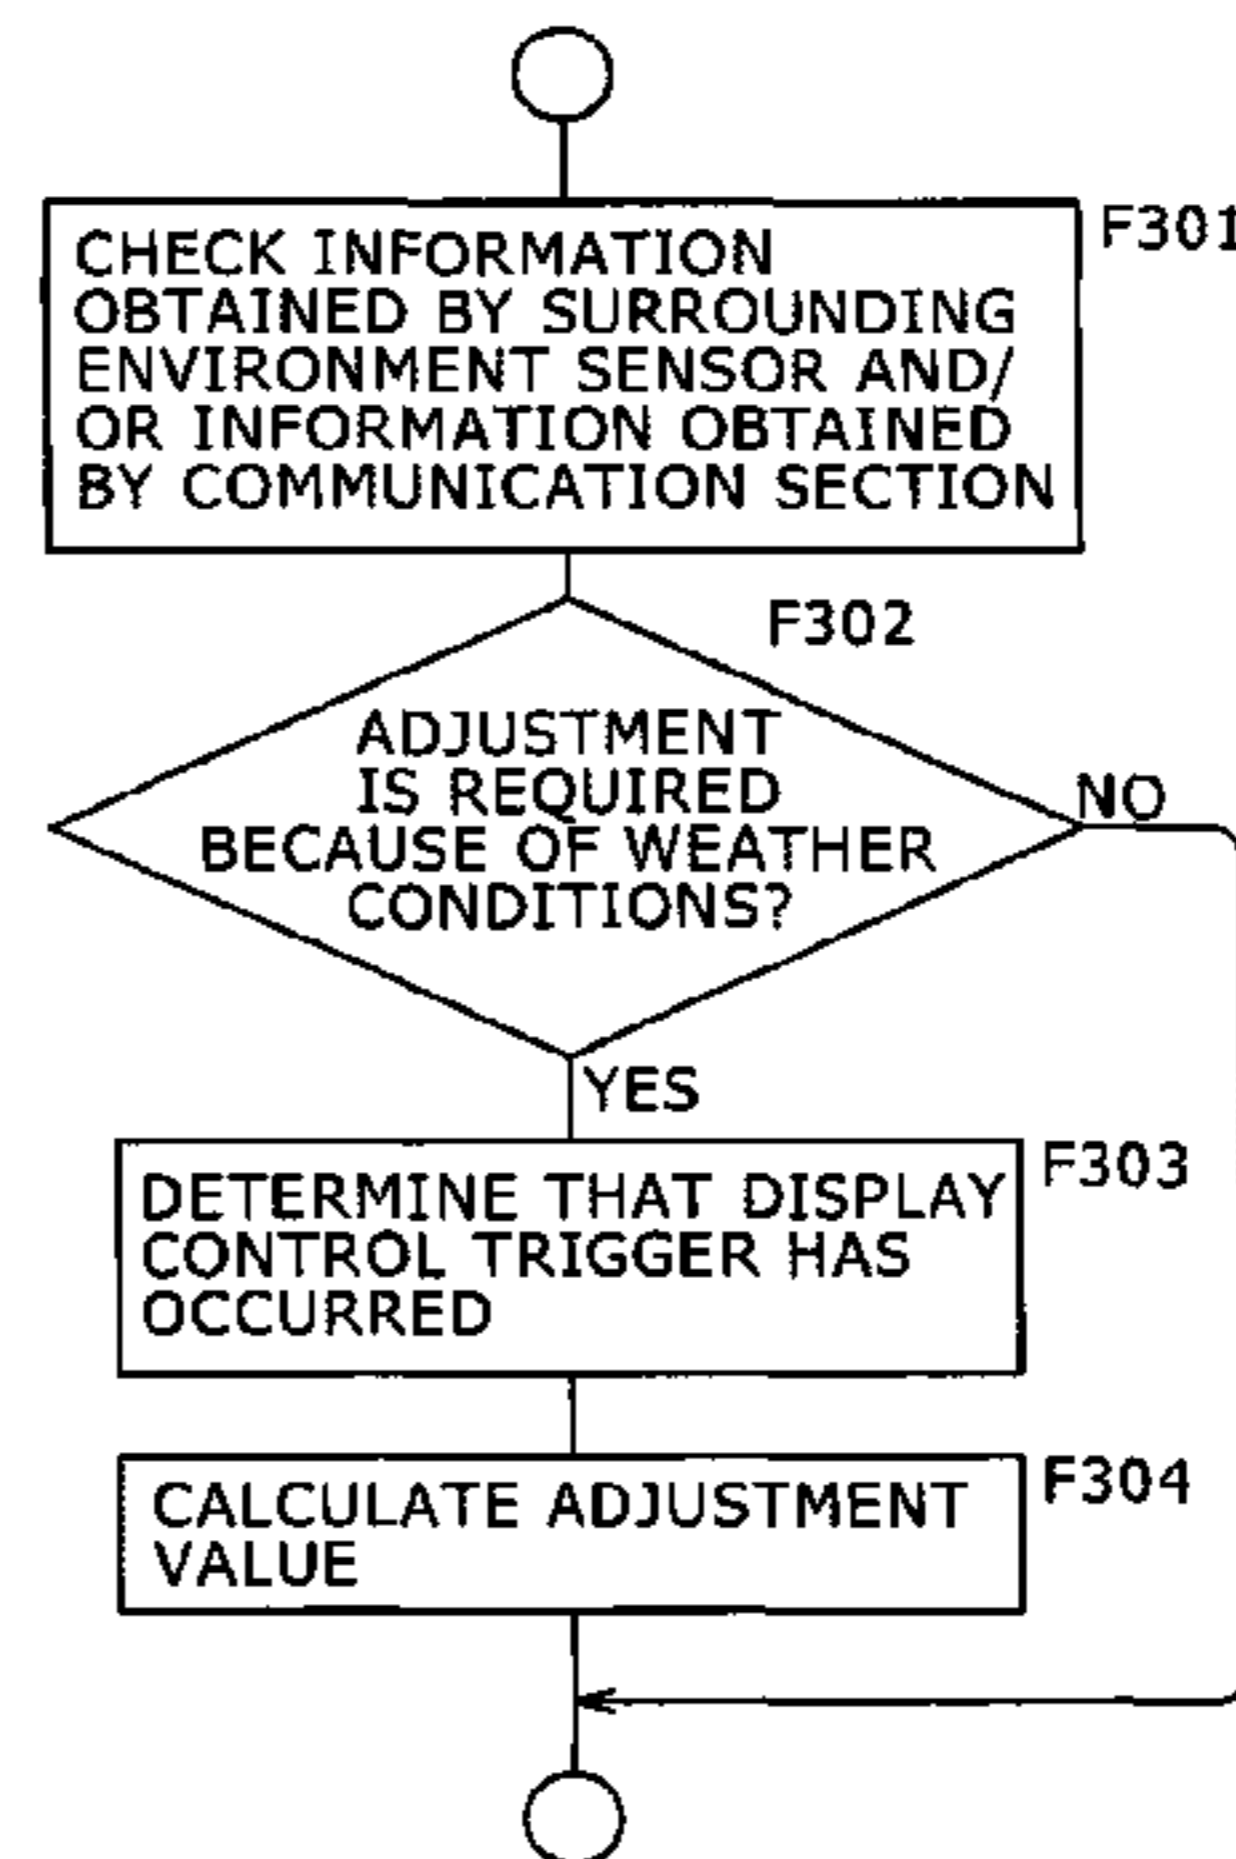 CHECK INFORMATION
OBTAINED BY SURROUNDING
ENVIRONMENT SENSOR AND/
OR INFORMATION OBTAINED
BY COMMUNICATION SECTION
F301
F302
ADJUSTMENT
IS REQUIRED
BECAUSE OF WEATHER
CONDITIONS?
NO
YES
DETERMINE THAT DISPLAY
CONTROL TRIGGER HAS
OCCURRED
F303
CALCULATE ADJUSTMENT
VALUE
F304